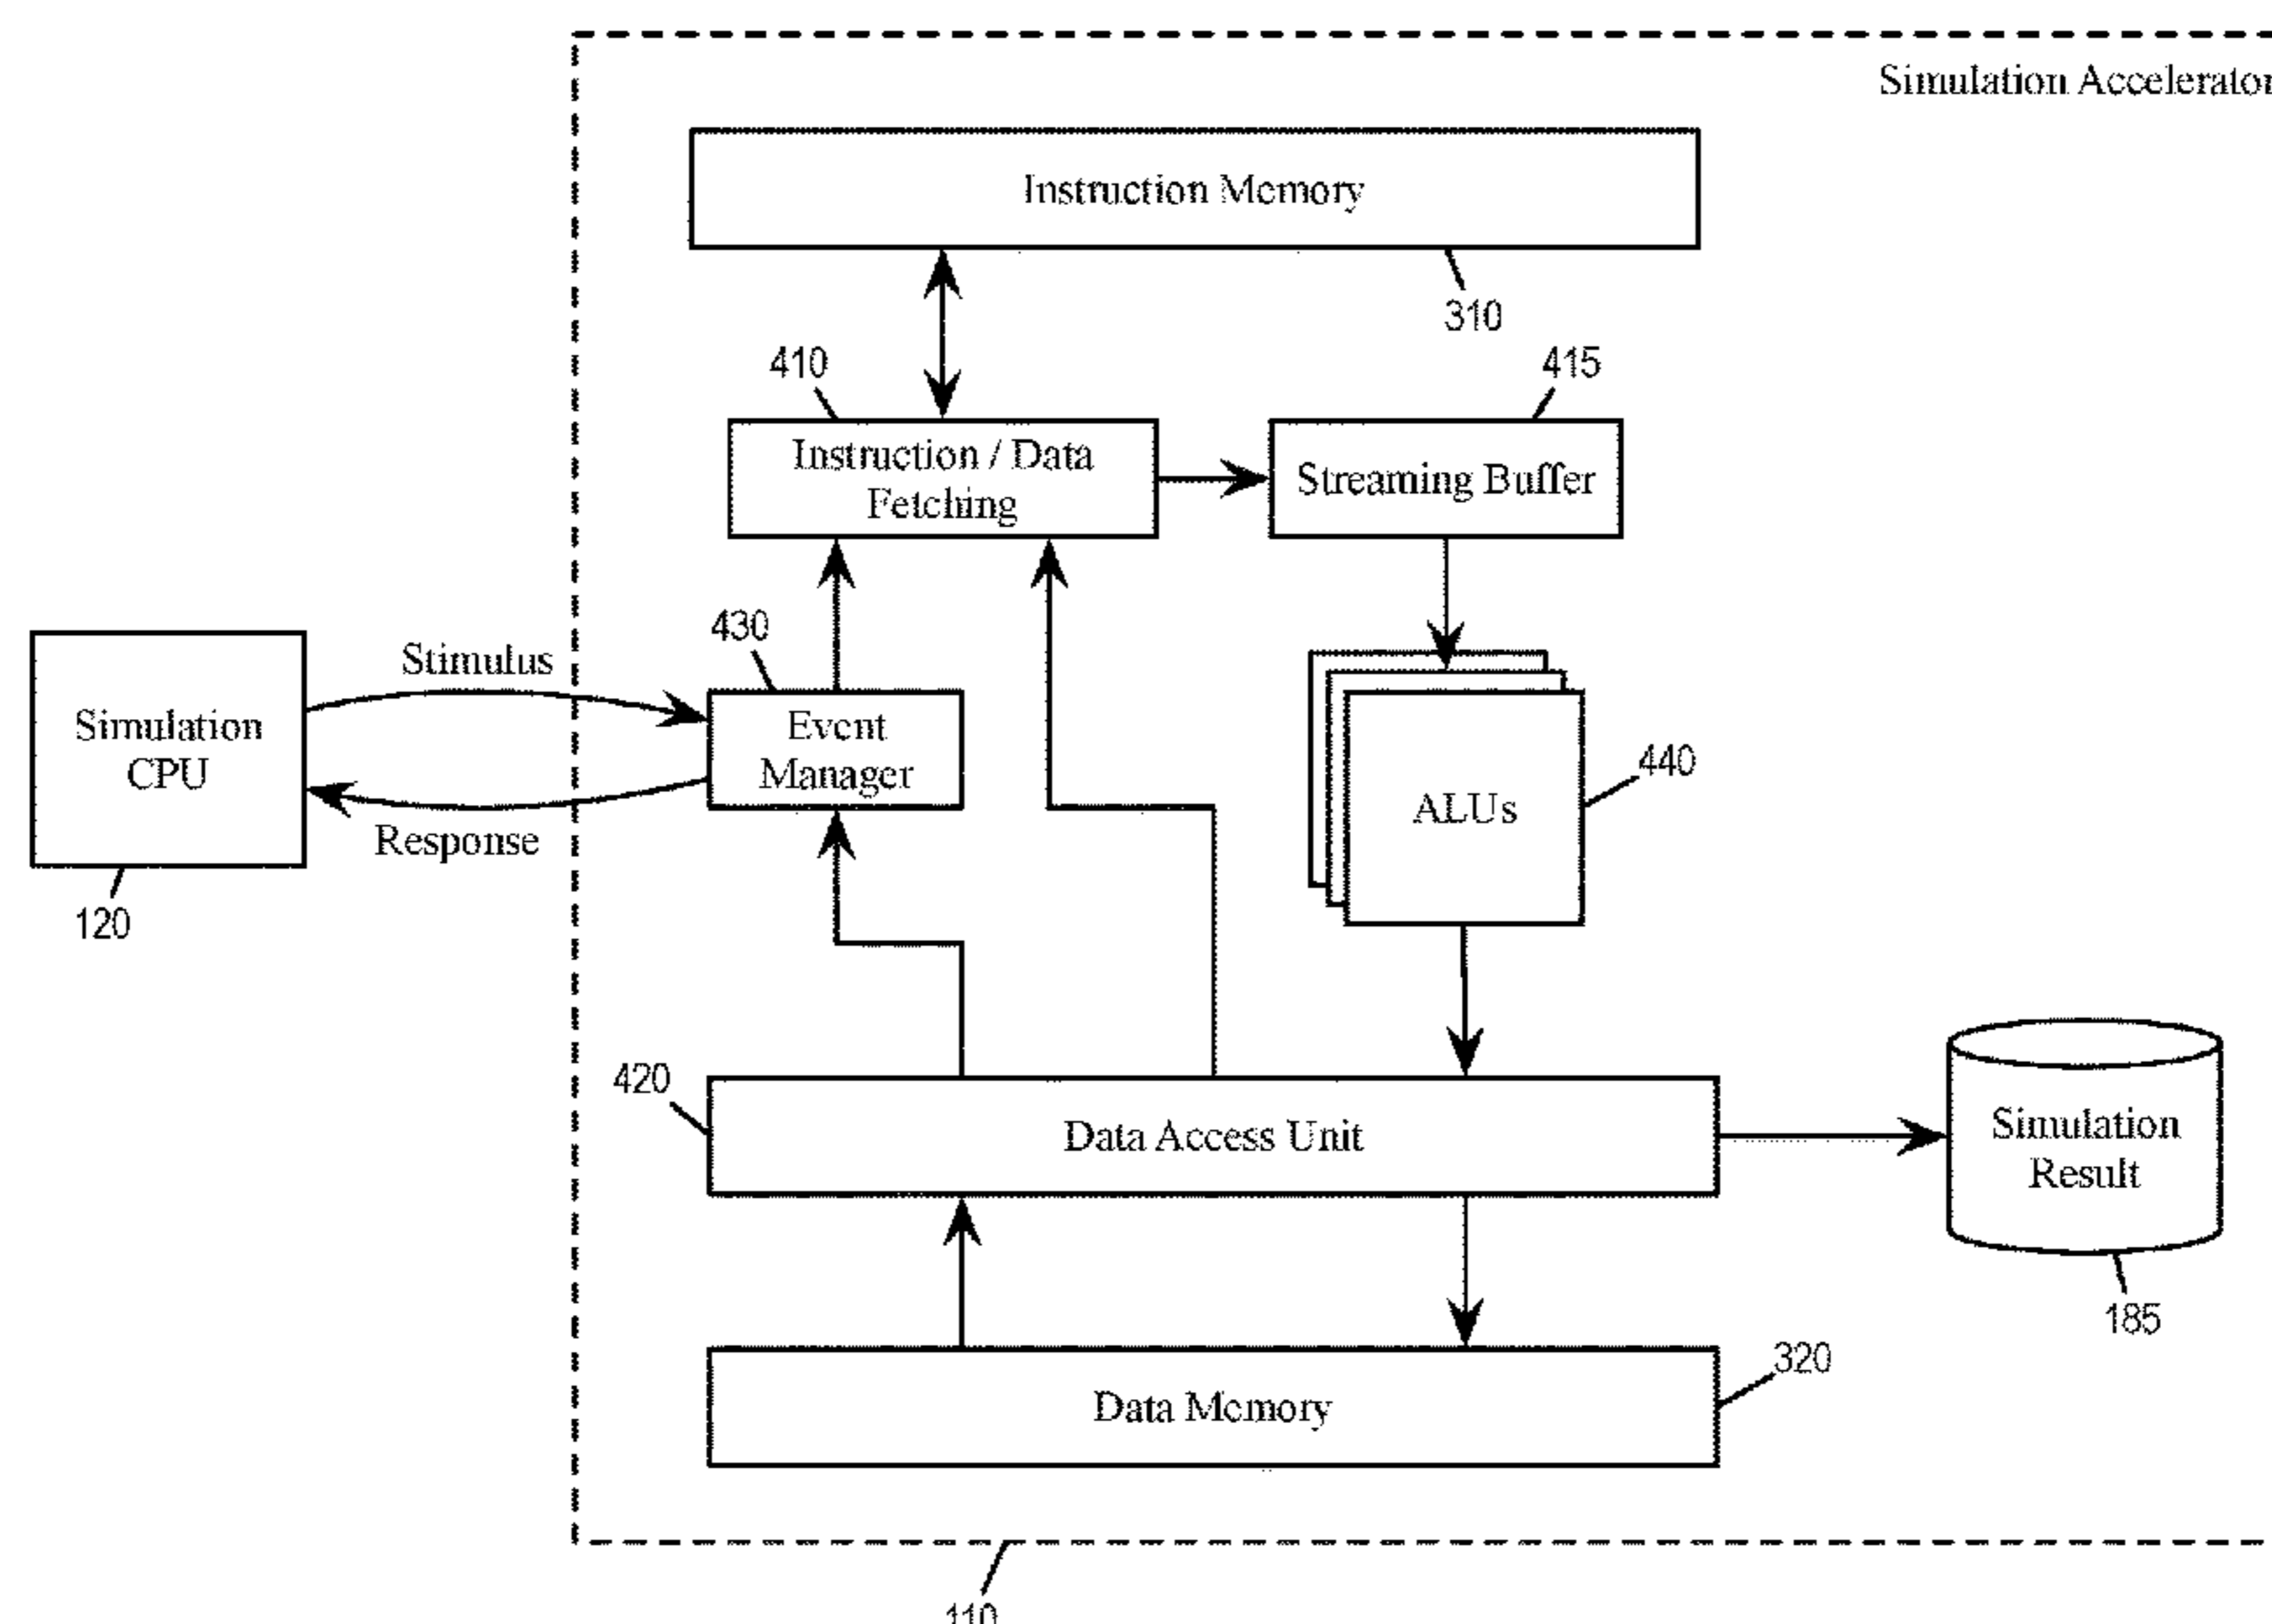 Simulation Accelerator
Instruction Memory
310
410
415
Instruction / Data
Fetching
Streaming Buffer
430
Stimulus
Simulation
CPU
Event
Manager
440
ALUs
Response
120
420
Data Access Unit
Simulation
Result
185
320
Data Memory
110